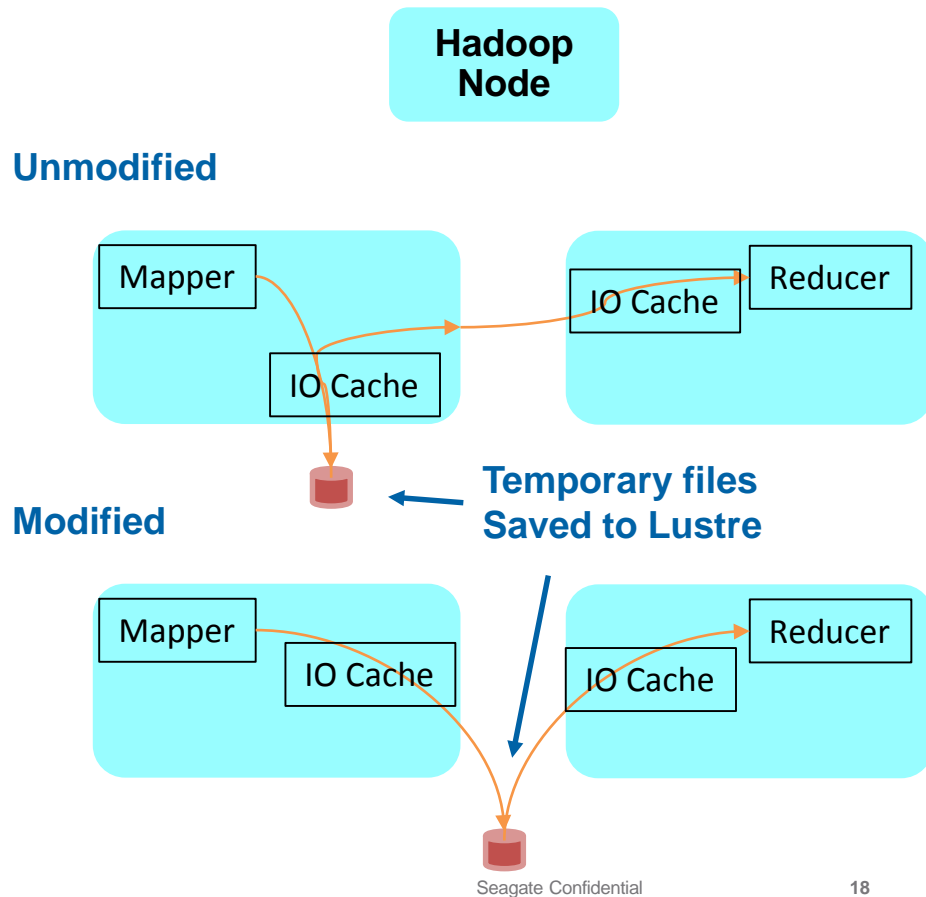 Hadoop
Node
Unmodified
Mapper
IO Cache
IO Cache
Reducer
Temporary files
Saved to Lustre
Modified
Mapper
IO Cache
IO Cache
Reducer
Seagate Confidential
18